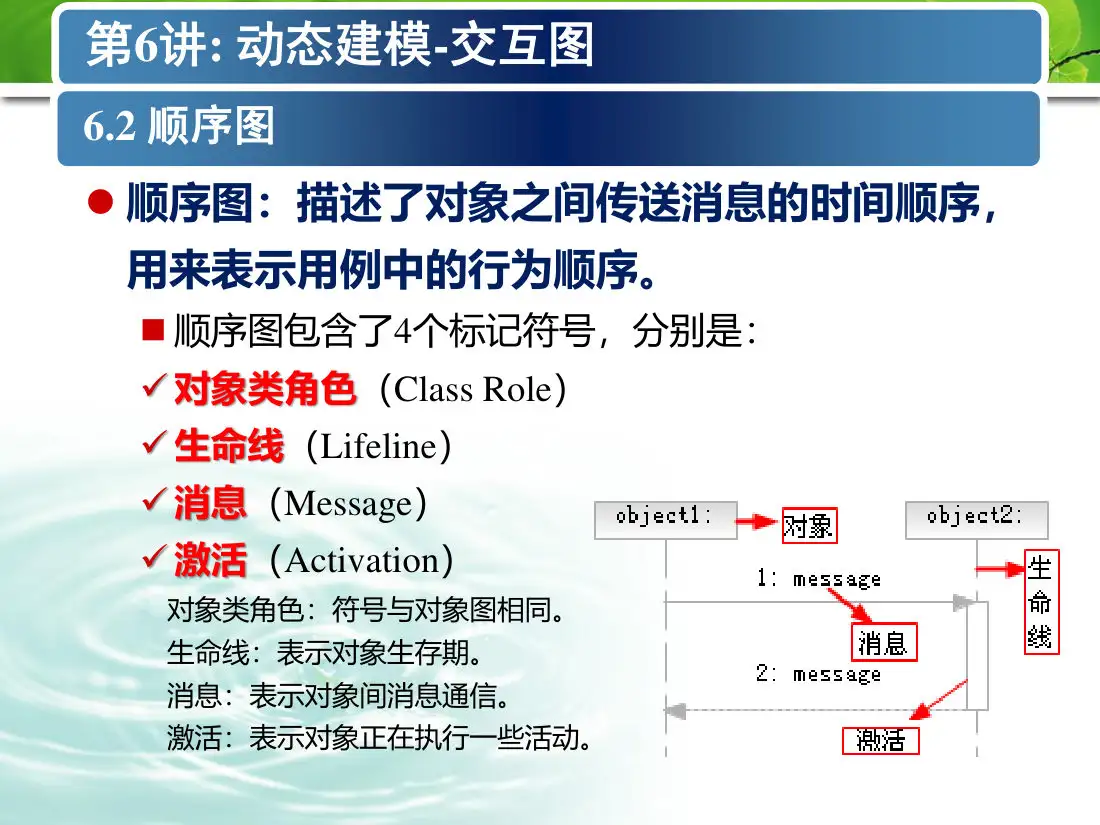 第6讲: 动态建模-交互图
6.2 顺序图
顺序图：描述了对象之间传送消息的时间顺序，
用来表示用例中的行为顺序。
顺序图包含了4个标记符号，分别是：
对象类角色（Class Role）
生命线（Lifeline）
消息（Message）
激活（Activation）
对象类角色：符号与对象图相同。
生命线：表示对象生存期。
消息：表示对象间消息通信。
激活：表示对象正在执行一些活动。
object1:
对象
object2:
生
命
线
1: message
消息
2: message
激活